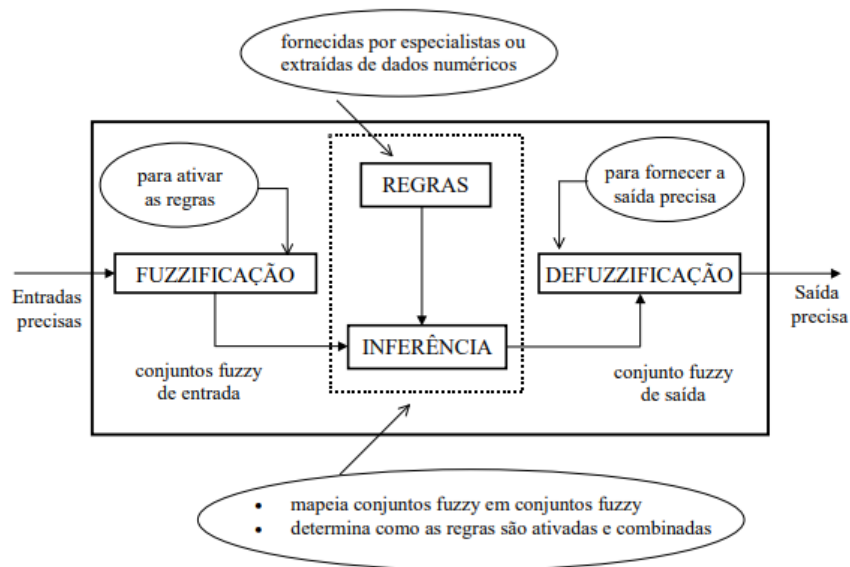 fornecidas por especialistas ou
extraídas de dados numéricos
para ativar
as regras
REGRAS
para fornecer a
saída precisa
FUZZIFICAÇÃO
DEFUZZIFICAÇÃO
Entradas
precisas
Saída
precisa
INFERÊNCIA
conjuntos fuzzy
de entrada
conjunto fuzzy
de saída
• mapeia conjuntos fuzzy em conjuntos fuzzy
• determina como as regras são ativadas e combinadas